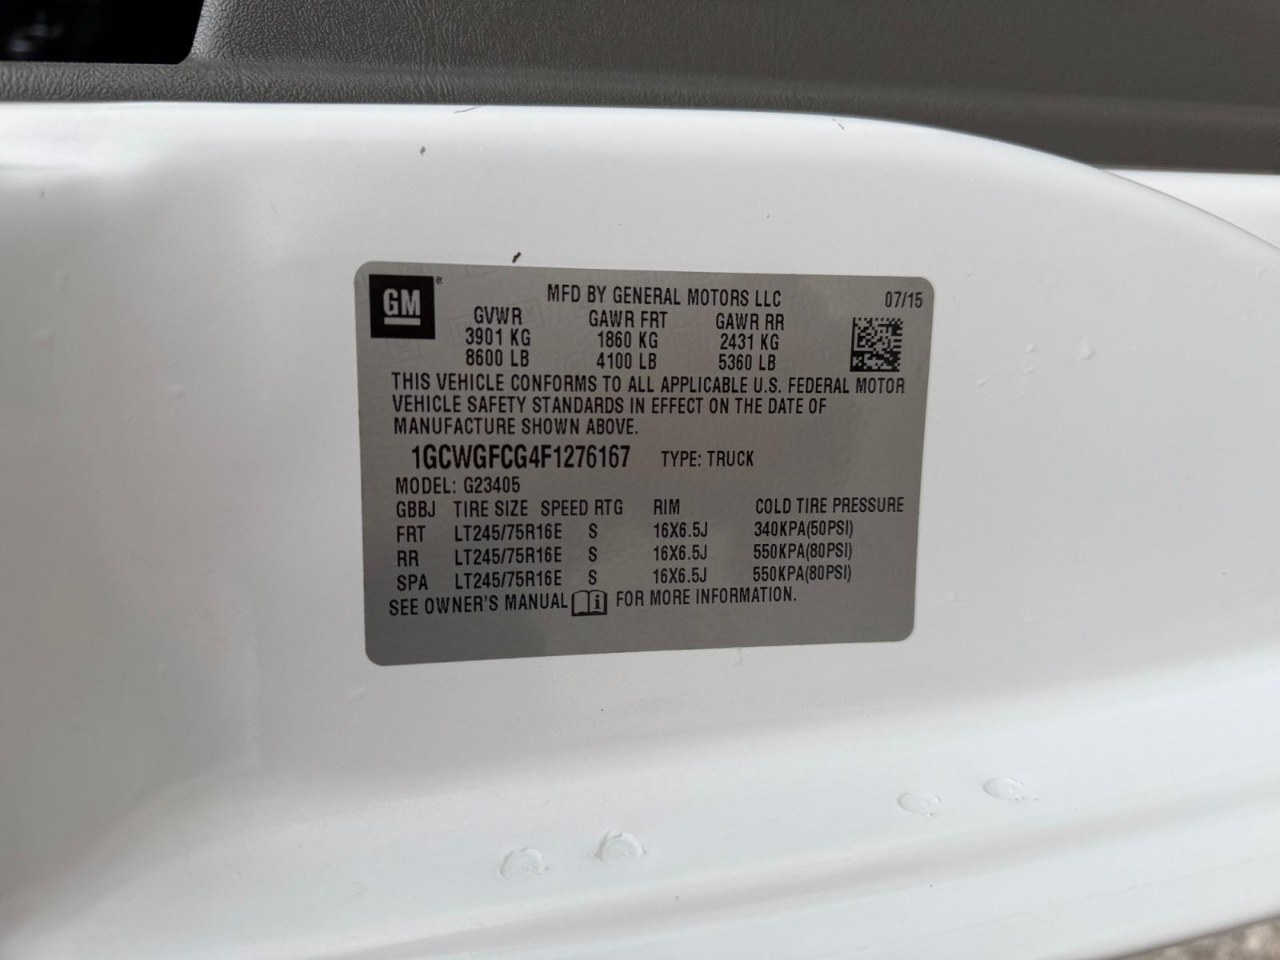 GM
MFD BY GENERAL MOTORS LLC 07/15
GVWR GAWR FRT GAWR RR
3901 KG 1860 KG 2431 KG
8600 LB 4100 LB 5360 LB
THIS VEHICLE CONFORMS TO ALL APPLICABLE U.S. FEDERAL MOTOR
VEHICLE SAFETY STANDARDS IN EFFECT ON THE DATE OF
MANUFACTURE SHOWN ABOVE.
1GCWGFCG4F1276167 TYPE: TRUCK
MODEL: G23405
GBBJ TIRE SIZE SPEED RTG RIM COLD TIRE PRESSURE
FRT LT245/75R16E S 16X6.5J 340KPA(50PSI)
RR LT245/75R16E S 16X6.5J 550KPA(80PSI)
SPA LT245/75R16E S 16X6.5J 550KPA(80PSI)
SEE OWNER'S MANUAL i FOR MORE INFORMATION.